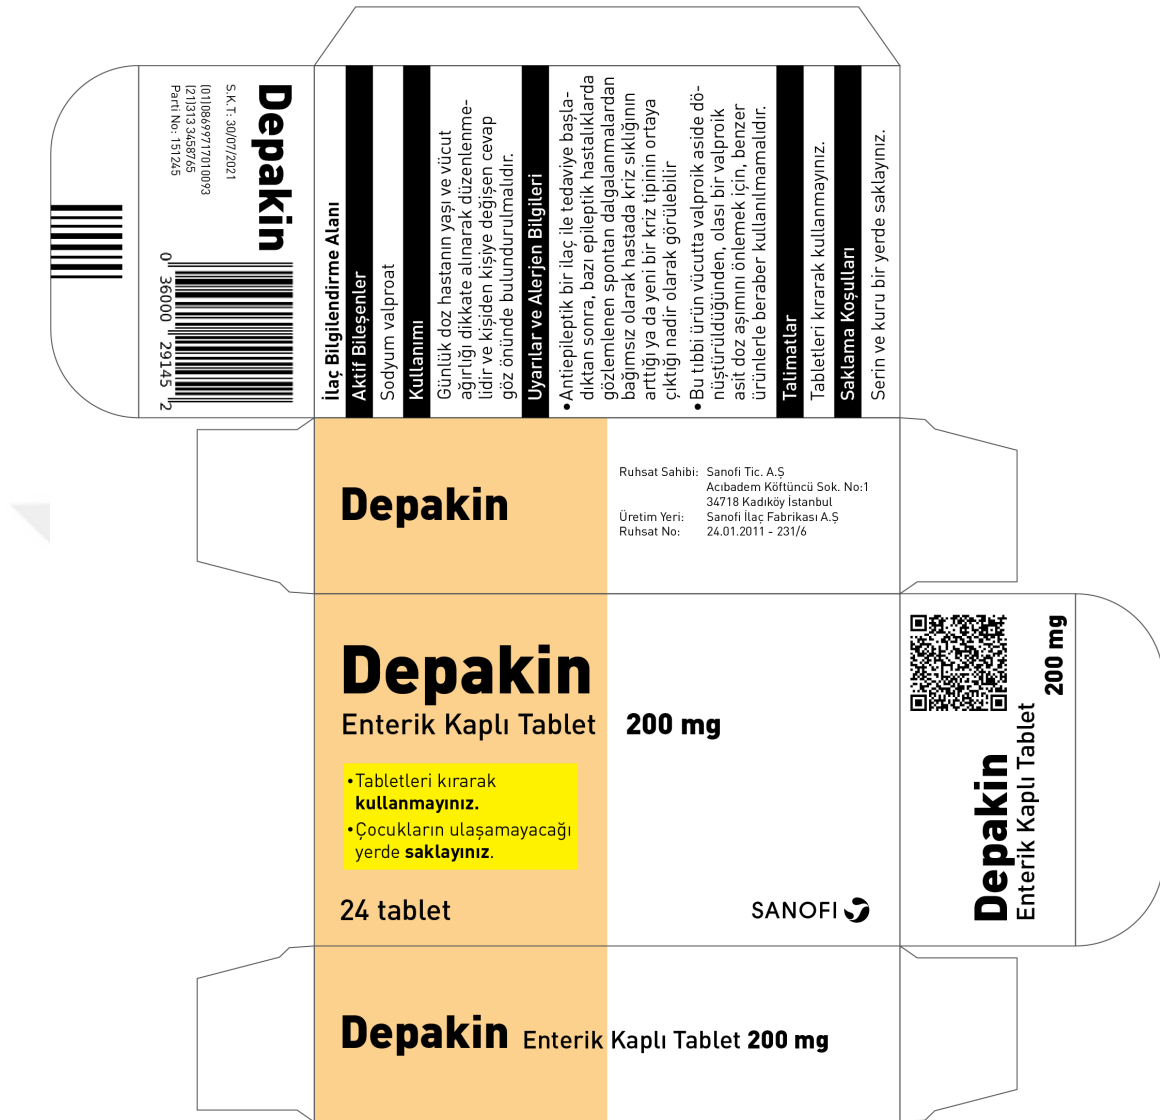 Depakin
S.K.T: 30/07/2021
(01)08699717010093
(21)313 3458765
Parti No: 151245
0 36000 29145 2
İlaç Bilgilendirme Alanı
Aktif Bileşenler
Sodyum valproat
Kullanımı
Günlük doz hastanın yaşı ve vücut
ağırlığı dikkate alınarak düzenlenme-
lidir ve kişiden kişiye değişen cevap
göz önünde bulundurulmalıdır.
Uyarılar ve Alerjen Bilgileri
•Antiepileptik bir ilaç ile tedaviye başla-
dıktan sonra, bazı epileptik hastalıklarda
gözlemlenen spontan dalgalanmalardan
bağımsız olarak hastada kriz sıklığının
arttığı ya da yeni bir kriz tipinin ortaya
çıktığı nadir olarak görülebilir
•Bu tıbbi ürün vücutta valproik aside dö-
nüştürüldüğünden, olası bir valproik
asit doz aşımını önlemek için, benzer
ürünlerle beraber kullanılmamalıdır.
Talimatlar
Tabletleri kırarak kullanmayınız.
Saklama Koşulları
Serin ve kuru bir yerde saklayınız.
Depakin
Ruhsat Sahibi: Sanofi Tic. A.Ş
Acıbadem Köftüncü Sok. No:1
34718 Kadıköy İstanbul
Üretim Yeri: Sanofi İlaç Fabrikası A.Ş
Ruhsat No: 24.01.2011 - 231/6
Depakin
Enterik Kaplı Tablet 200 mg
•Tabletleri kırarak
kullanmayınız.
•Çocukların ulaşamayacağı
yerde saklayınız.
24 tablet
SANOFI
Depakin
Enterik Kaplı Tablet
200 mg
Depakin Enterik Kaplı Tablet 200 mg